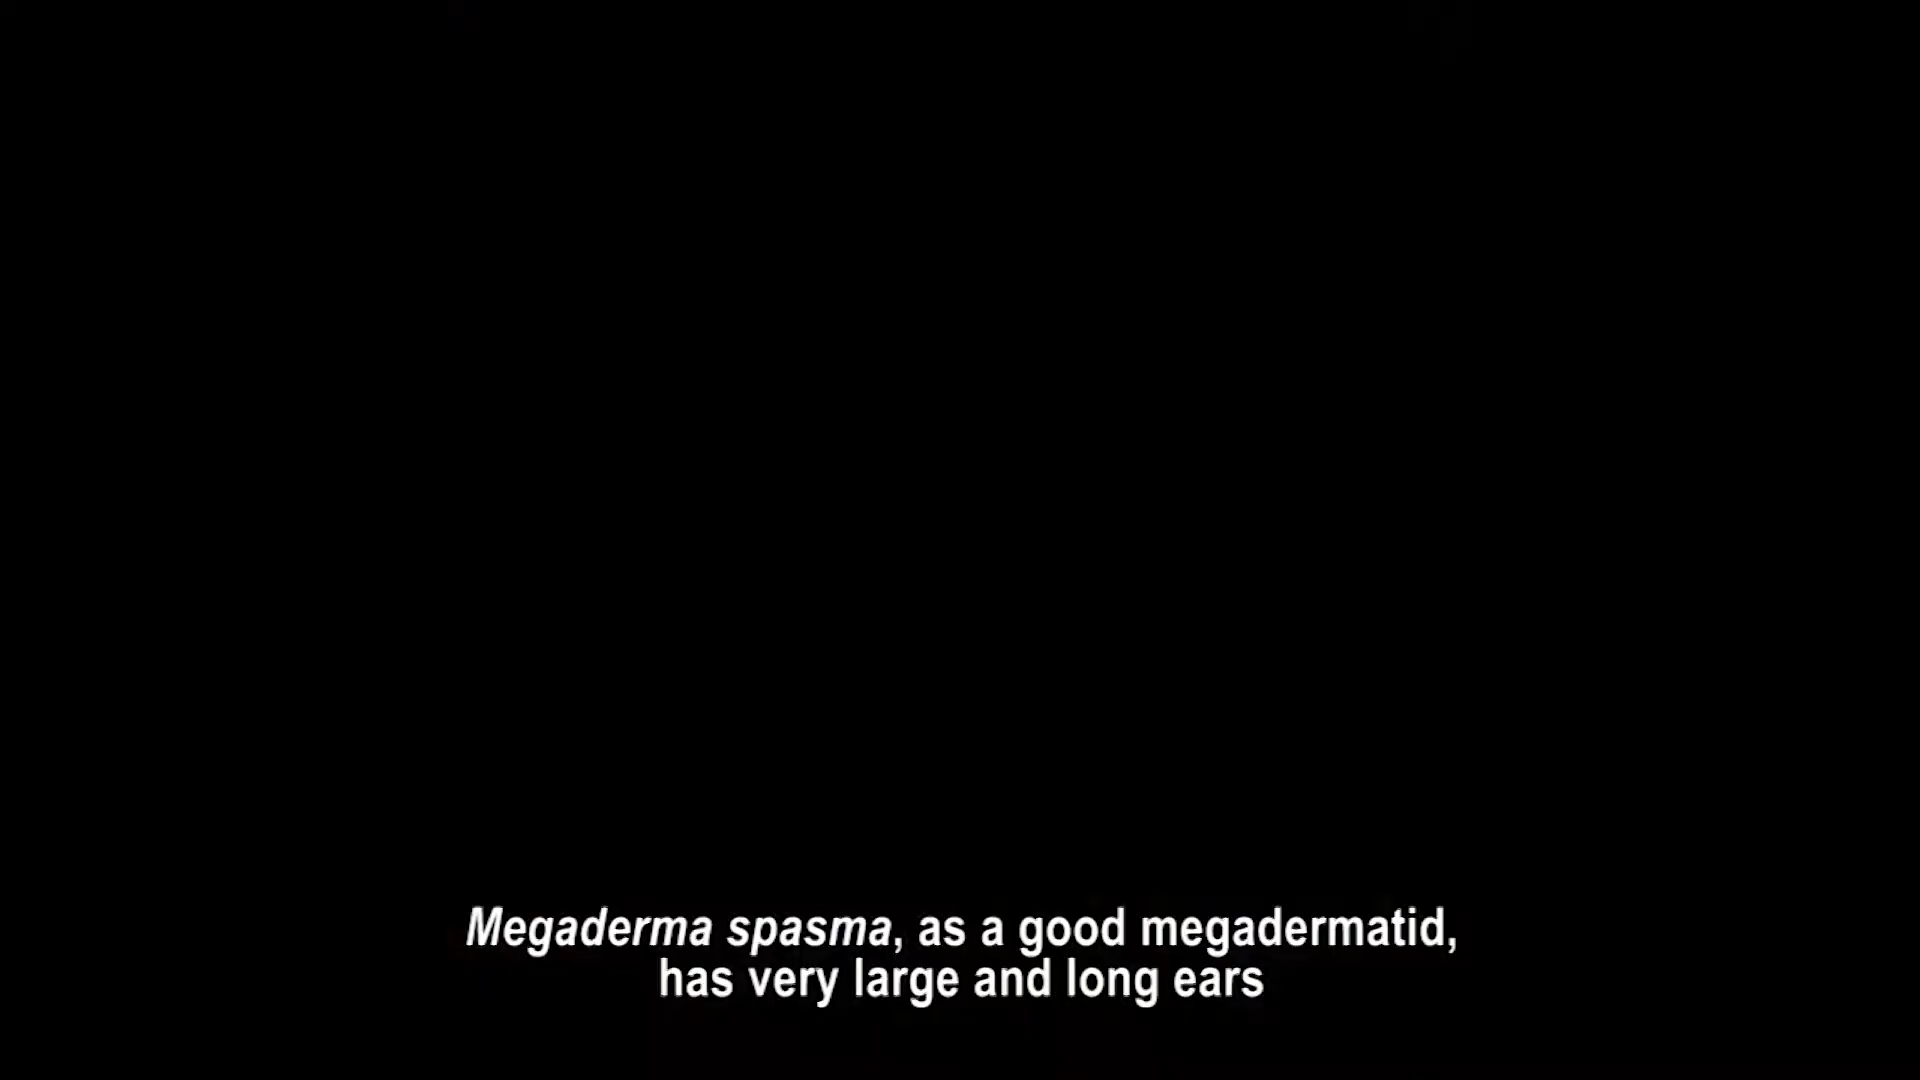 Megaderma spasma, as a good megadermatid,
has very large and long ears